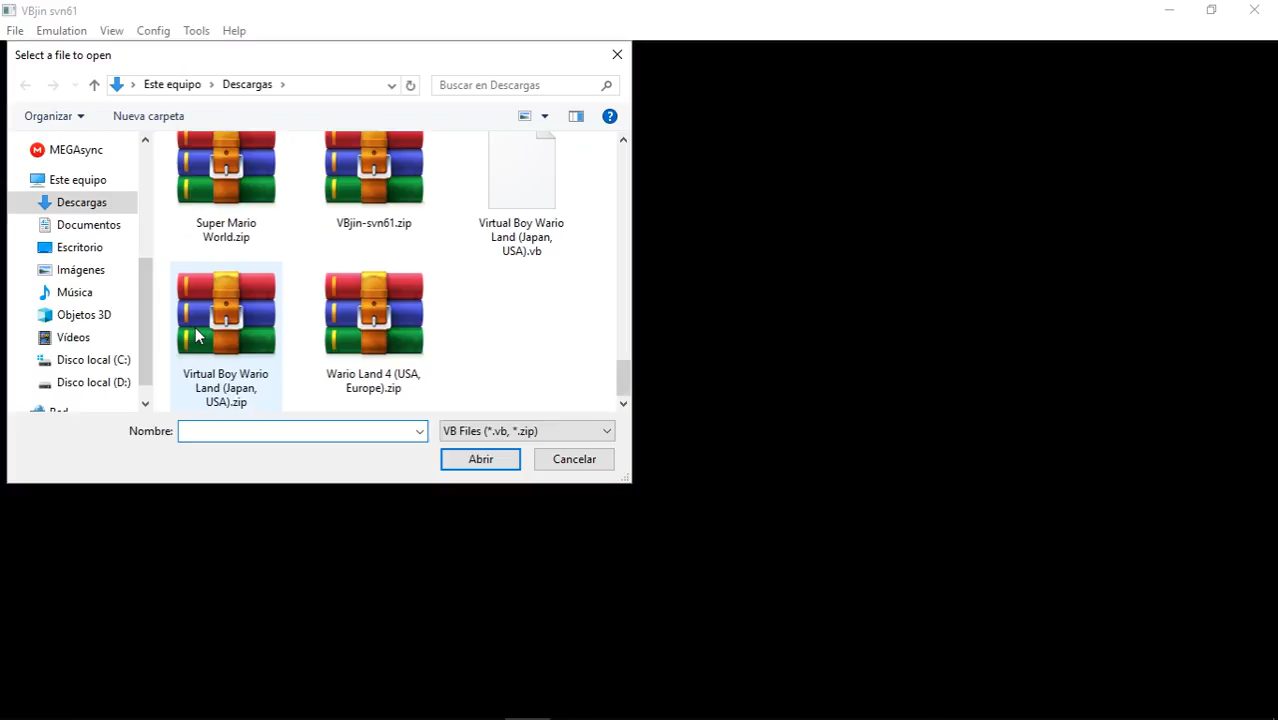 VBjin svn61
File Emulation View Config Tools Help
Select a file to open
Este equipo Descargas
Buscar en Descargas
Organizar Nueva carpeta
MEGAsync
Este equipo
Descargas
Documentos
Escritorio
Imágenes
Música
Objetos 3D
Vídeos
Disco local (C:)
Disco local (D:)
Super Mario
World.zip
VBjin-svn61.zip
Virtual Boy Wario
Land (Japan,
USA).vb
Virtual Boy Wario
Land (Japan,
USA).zip
Wario Land 4 (USA,
Europe).zip
Nombre:
VB Files (*.vb, *.zip)
Abrir
Cancelar